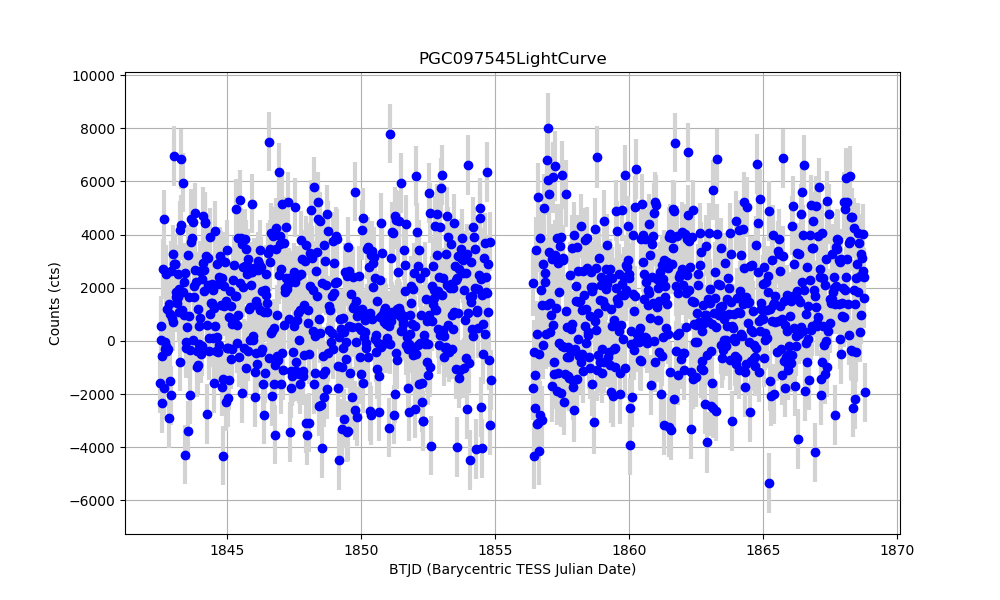 PGC097545LightCurve
10000
8000
6000
4000
2000
0
−2000
−4000
−6000
Counts (cts)
1845 1850 1855 1860 1865 1870
BTJD (Barycentric TESS Julian Date)